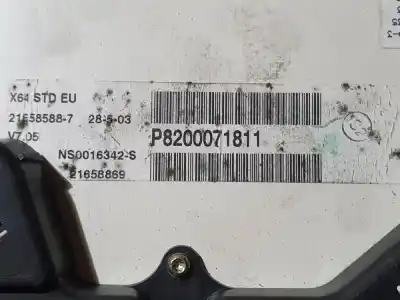 X64 STD EU
21658588-7 28-5-03
V7.05 P8200071811
NS0016342-S
21658869